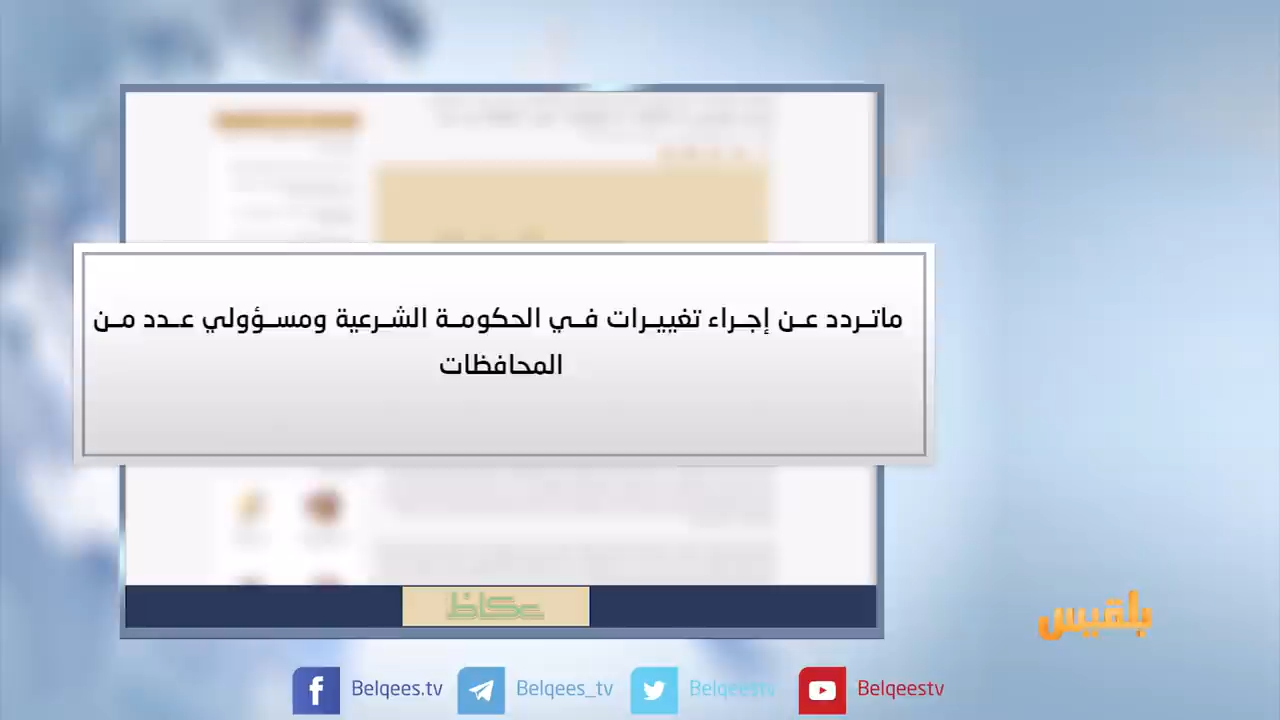 ماتردد عن إجراء تغييرات في الحكومة الشرعية ومسؤولي عدد من
المحافظات
عكاظ
بلقيس
Belqees.tv
Belqees_tv
Belqeestv
Belqeestv